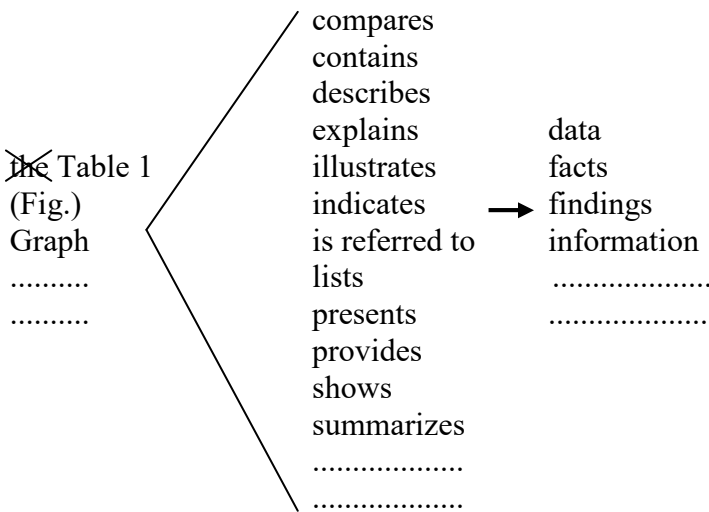 the Table 1
(Fig.)
Graph
..........
..........
compares
contains
describes
explains
illustrates
indicates
is referred to
lists
presents
provides
shows
summarizes
...................
...................
data
facts
findings
information
....................
....................